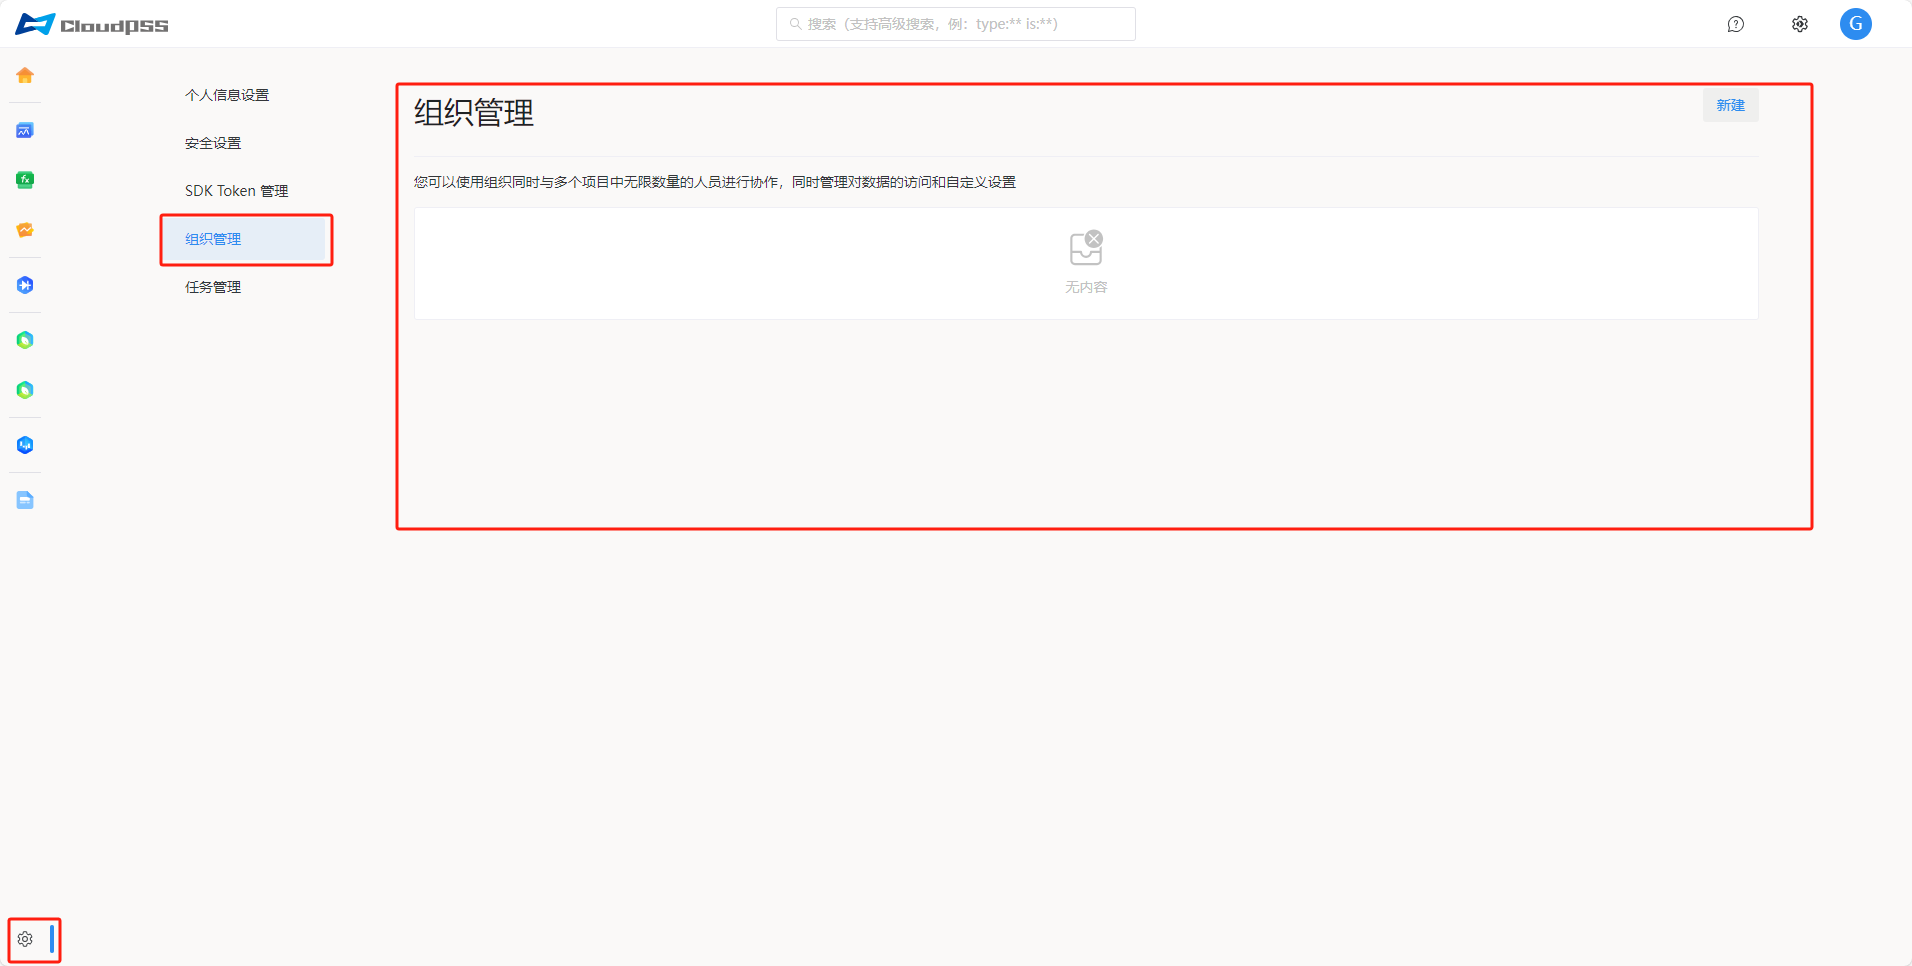 CloudPSS
搜索（支持高级搜索，例：type:** is:**）
G
个人信息设置
安全设置
SDK Token 管理
组织管理
任务管理
组织管理
新建
您可以使用组织同时与多个项目中无限数量的人员进行协作，同时管理对数据的访问和自定义设置
无内容